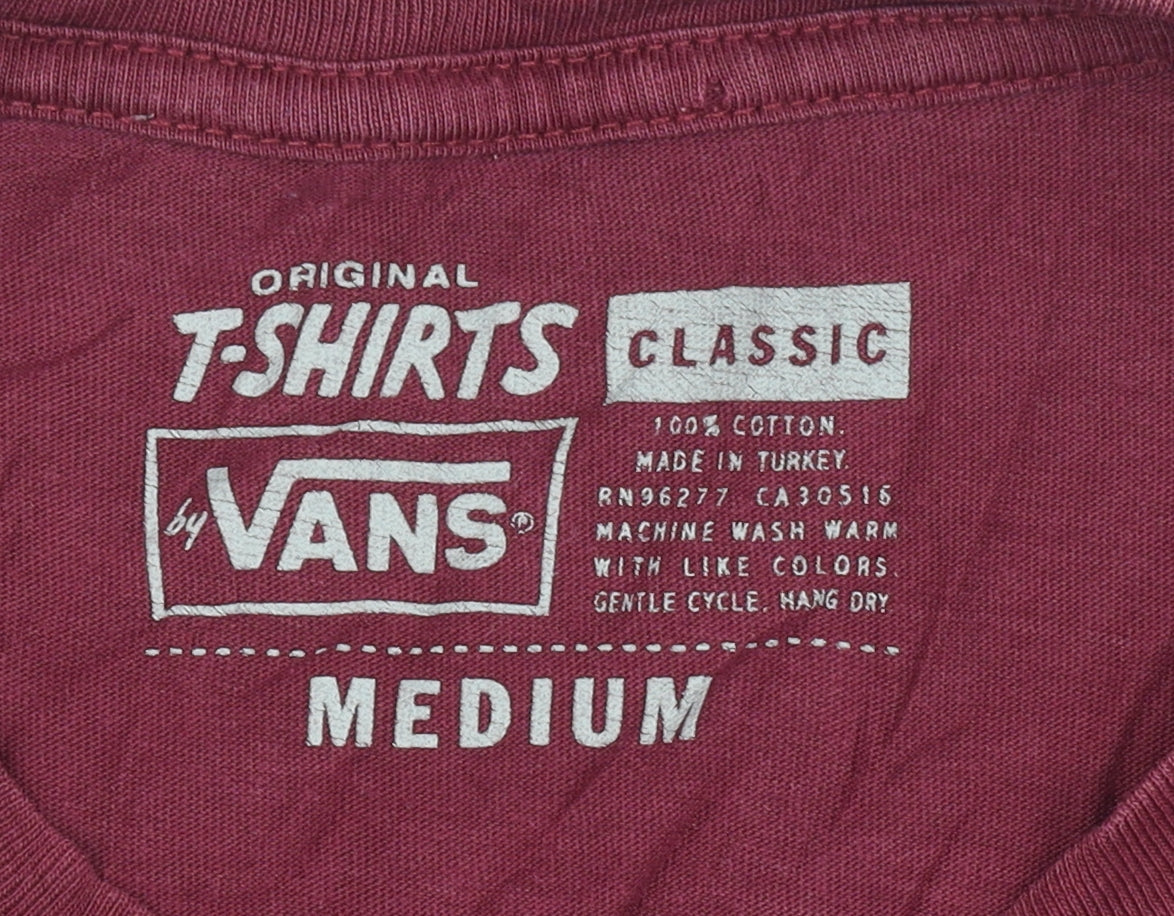 ORIGINAL
T-SHIRTS
by VANS®
CLASSIC
100% COTTON.
MADE IN TURKEY.
RN96277 CA30516
MACHINE WASH WARM
WITH LIKE COLORS.
GENTLE CYCLE. HANG DRY
MEDIUM